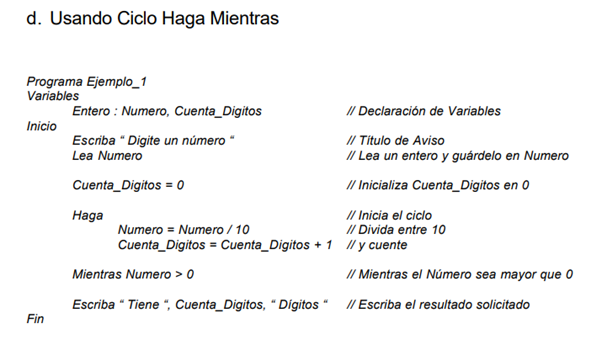 d. Usando Ciclo Haga Mientras
Programa Ejemplo_1
Variables
Entero : Numero, Cuenta_Digitos // Declaración de Variables
Inicio
Escriba “ Digite un número “ // Título de Aviso
Lea Numero // Lea un entero y guárdelo en Numero
Cuenta_Digitos = 0 // Inicializa Cuenta_Digitos en 0
Haga // Inicia el ciclo
Numero = Numero / 10 // Divida entre 10
Cuenta_Digitos = Cuenta_Digitos + 1 // y cuente
Mientras Numero > 0 // Mientras el Número sea mayor que 0
Escriba “ Tiene “, Cuenta_Digitos, “ Dígitos “ // Escriba el resultado solicitado
Fin